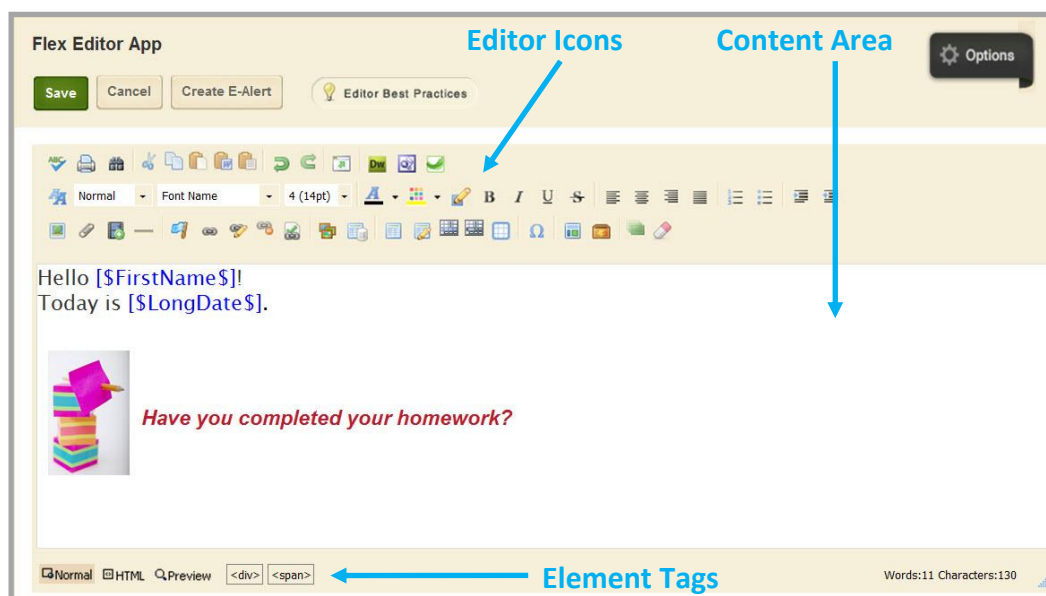 Flex Editor App
Editor Icons
Content Area
Options
Save Cancel Create E-Alert Editor Best Practices
ABC Dw
Normal Font Name 4 (14pt) A B I U S
Ω
Hello [$FirstName$]!
Today is [$LongDate$].
Have you completed your homework?
Normal HTML Preview <div> <span>
Element Tags
Words:11 Characters:130